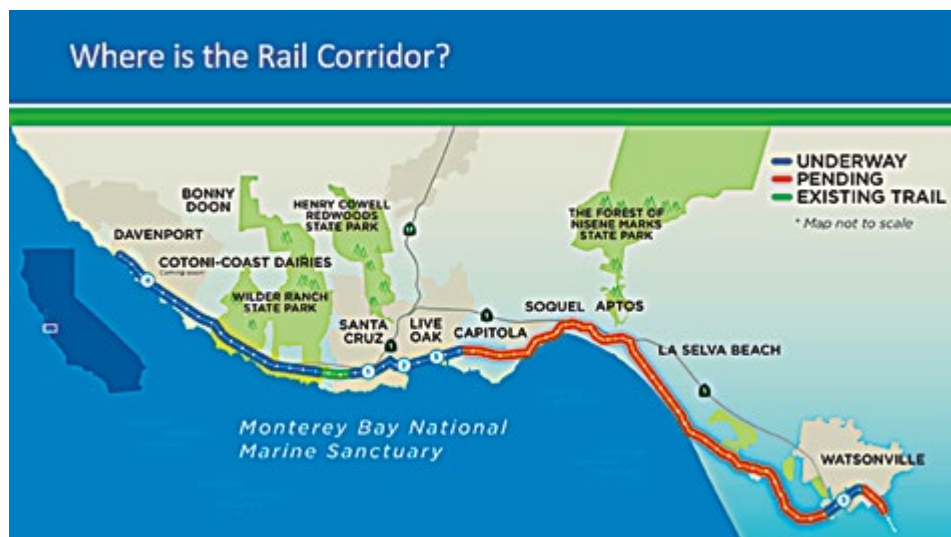 Where is the Rail Corridor?
UNDERWAY
PENDING
EXISTING TRAIL
* Map not to scale
BONNY
DOON
HENRY COWELL
REDWOODS
STATE PARK
THE FOREST OF
NISENE MARKS
STATE PARK
DAVENPORT
COTONI-COAST DAIRIES
Coming soon!
WILDER RANCH
STATE PARK
SANTA
CRUZ
LIVE
OAK
CAPITOLA
SOQUEL
APTOS
LA SELVA BEACH
Monterey Bay National
Marine Sanctuary
WATSONVILLE